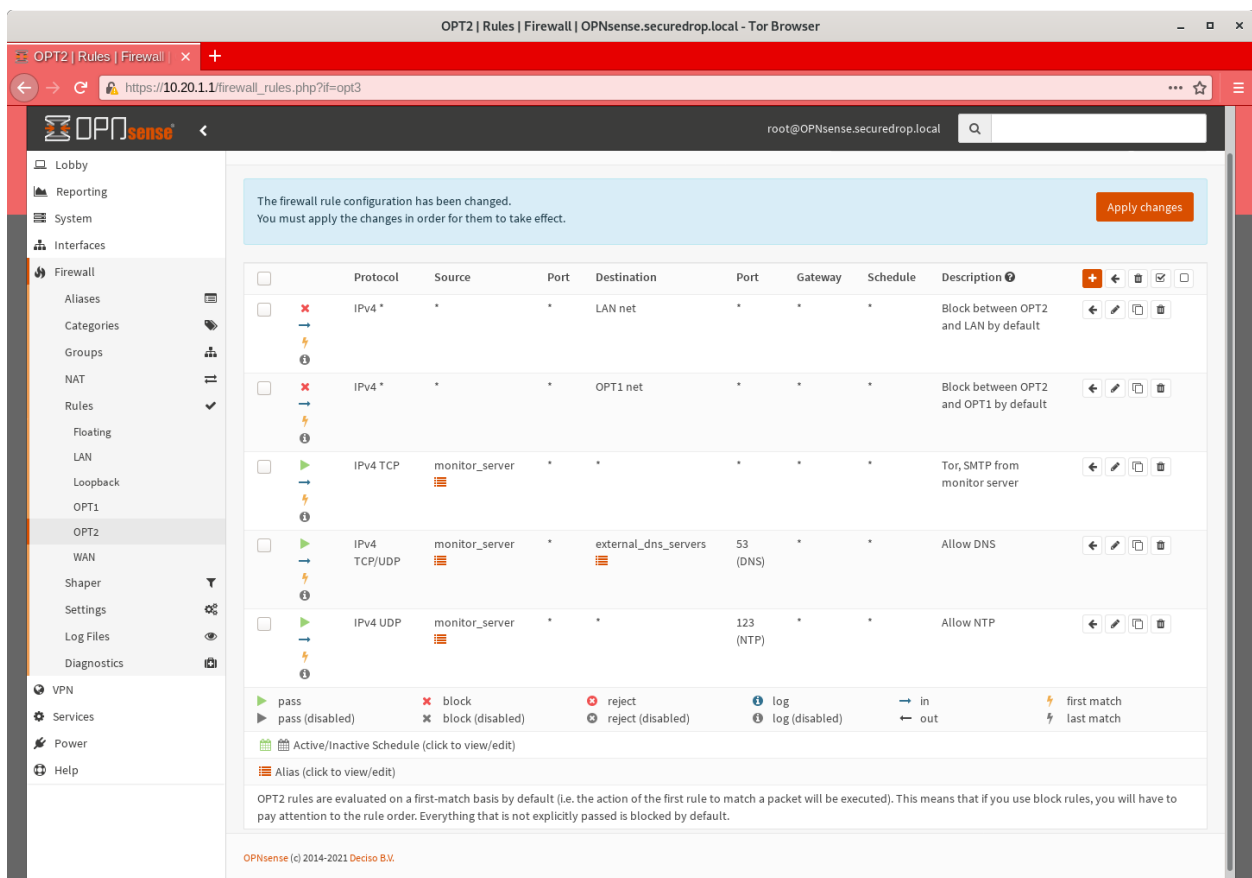 OPT2 | Rules | Firewall | OPNsense.securedrop.local - Tor Browser
OPT2 | Rules | Firewall |
https://10.20.1.1/firewall_rules.php?if=opt3
OPNsense
root@OPNsense.securedrop.local
Lobby
Reporting
System
Interfaces
Firewall
Aliases
Categories
Groups
NAT
Rules
Floating
LAN
Loopback
OPT1
OPT2
WAN
Shaper
Settings
Log Files
Diagnostics
VPN
Services
Power
Help
The firewall rule configuration has been changed.
You must apply the changes in order for them to take effect.
Apply changes
Protocol Source Port Destination Port Gateway Schedule Description
IPv4 * * * LAN net * * * Block between OPT2
and LAN by default
IPv4 * * * OPT1 net * * * Block between OPT2
and OPT1 by default
IPv4 TCP monitor_server * * * * * Tor, SMTP from
monitor server
IPv4 monitor_server * external_dns_servers 53 * * Allow DNS
TCP/UDP (DNS)
IPv4 UDP monitor_server * * 123 * * Allow NTP
(NTP)
pass block reject log in first match
pass (disabled) block (disabled) reject (disabled) log (disabled) out last match
Active/Inactive Schedule (click to view/edit)
Alias (click to view/edit)
OPT2 rules are evaluated on a first-match basis by default (i.e. the action of the first rule to match a packet will be executed). This means that if you use block rules, you will have to
pay attention to the rule order. Everything that is not explicitly passed is blocked by default.
OPNsense (c) 2014-2021 Deciso B.V.